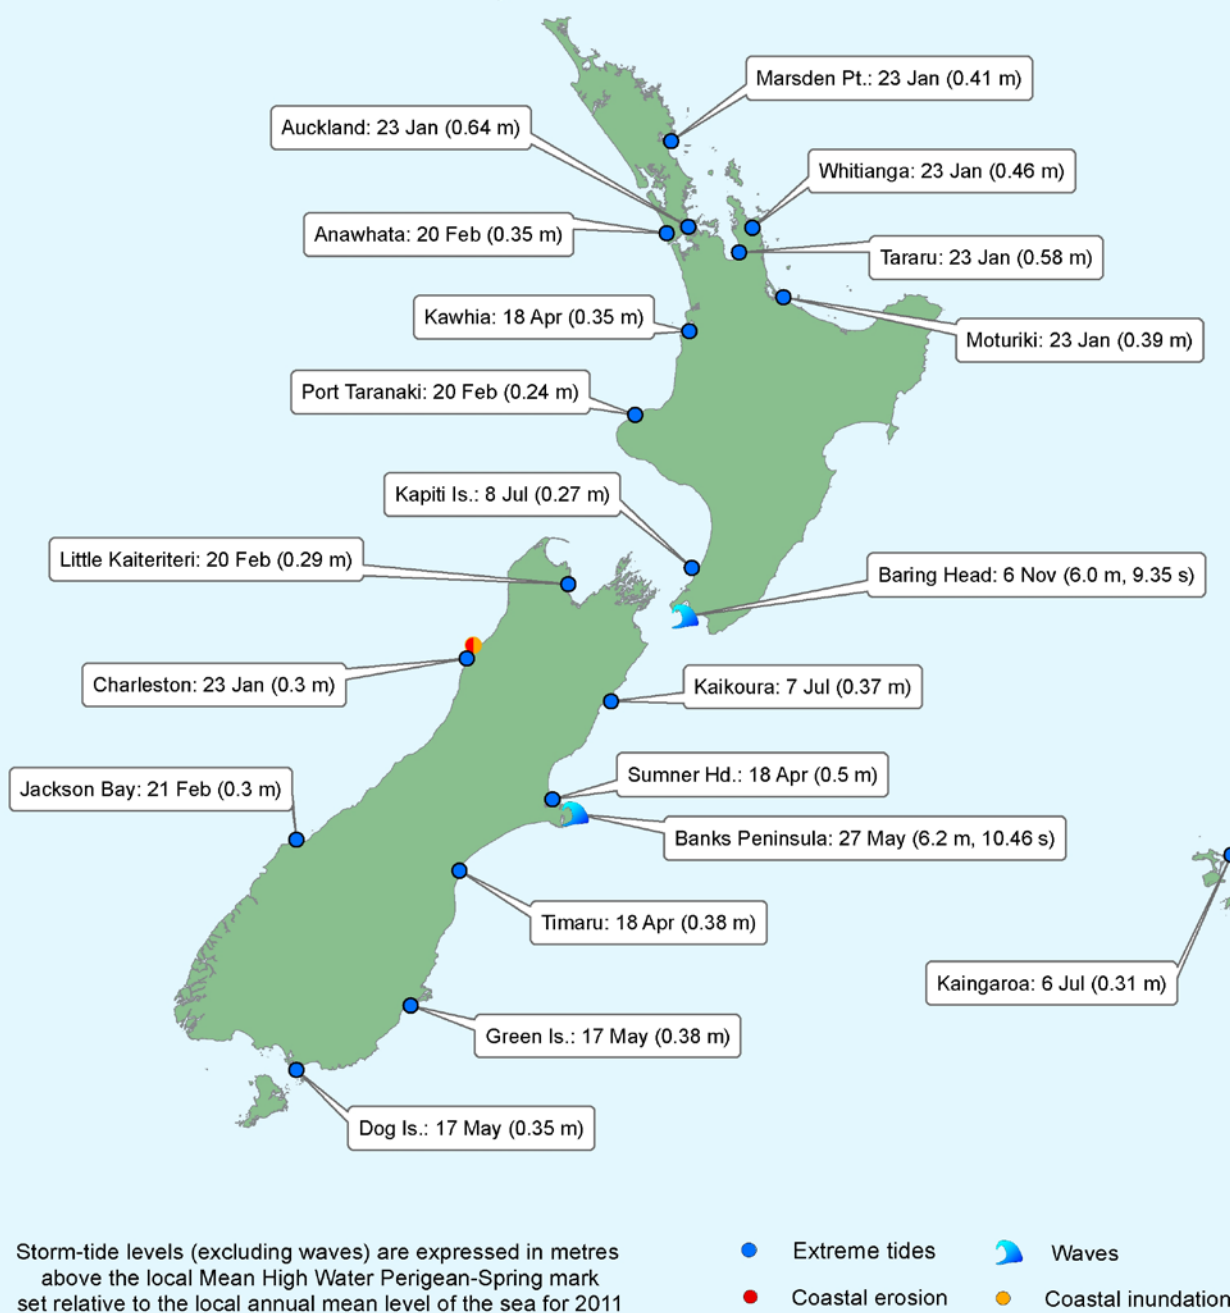 Marsden Pt.: 23 Jan (0.41 m)
Auckland: 23 Jan (0.64 m)
Whitianga: 23 Jan (0.46 m)
Anawhata: 20 Feb (0.35 m)
Tararu: 23 Jan (0.58 m)
Kawhia: 18 Apr (0.35 m)
Moturiki: 23 Jan (0.39 m)
Port Taranaki: 20 Feb (0.24 m)
Kapiti Is.: 8 Jul (0.27 m)
Little Kaiteriteri: 20 Feb (0.29 m)
Baring Head: 6 Nov (6.0 m, 9.35 s)
Charleston: 23 Jan (0.3 m)
Kaikoura: 7 Jul (0.37 m)
Sumner Hd.: 18 Apr (0.5 m)
Jackson Bay: 21 Feb (0.3 m)
Banks Peninsula: 27 May (6.2 m, 10.46 s)
Timaru: 18 Apr (0.38 m)
Kaingaroa: 6 Jul (0.31 m)
Green Is.: 17 May (0.38 m)
Dog Is.: 17 May (0.35 m)
Storm-tide levels (excluding waves) are expressed in metres
above the local Mean High Water Perigean-Spring mark
set relative to the local annual mean level of the sea for 2011
Extreme tides
Waves
Coastal erosion
Coastal inundation